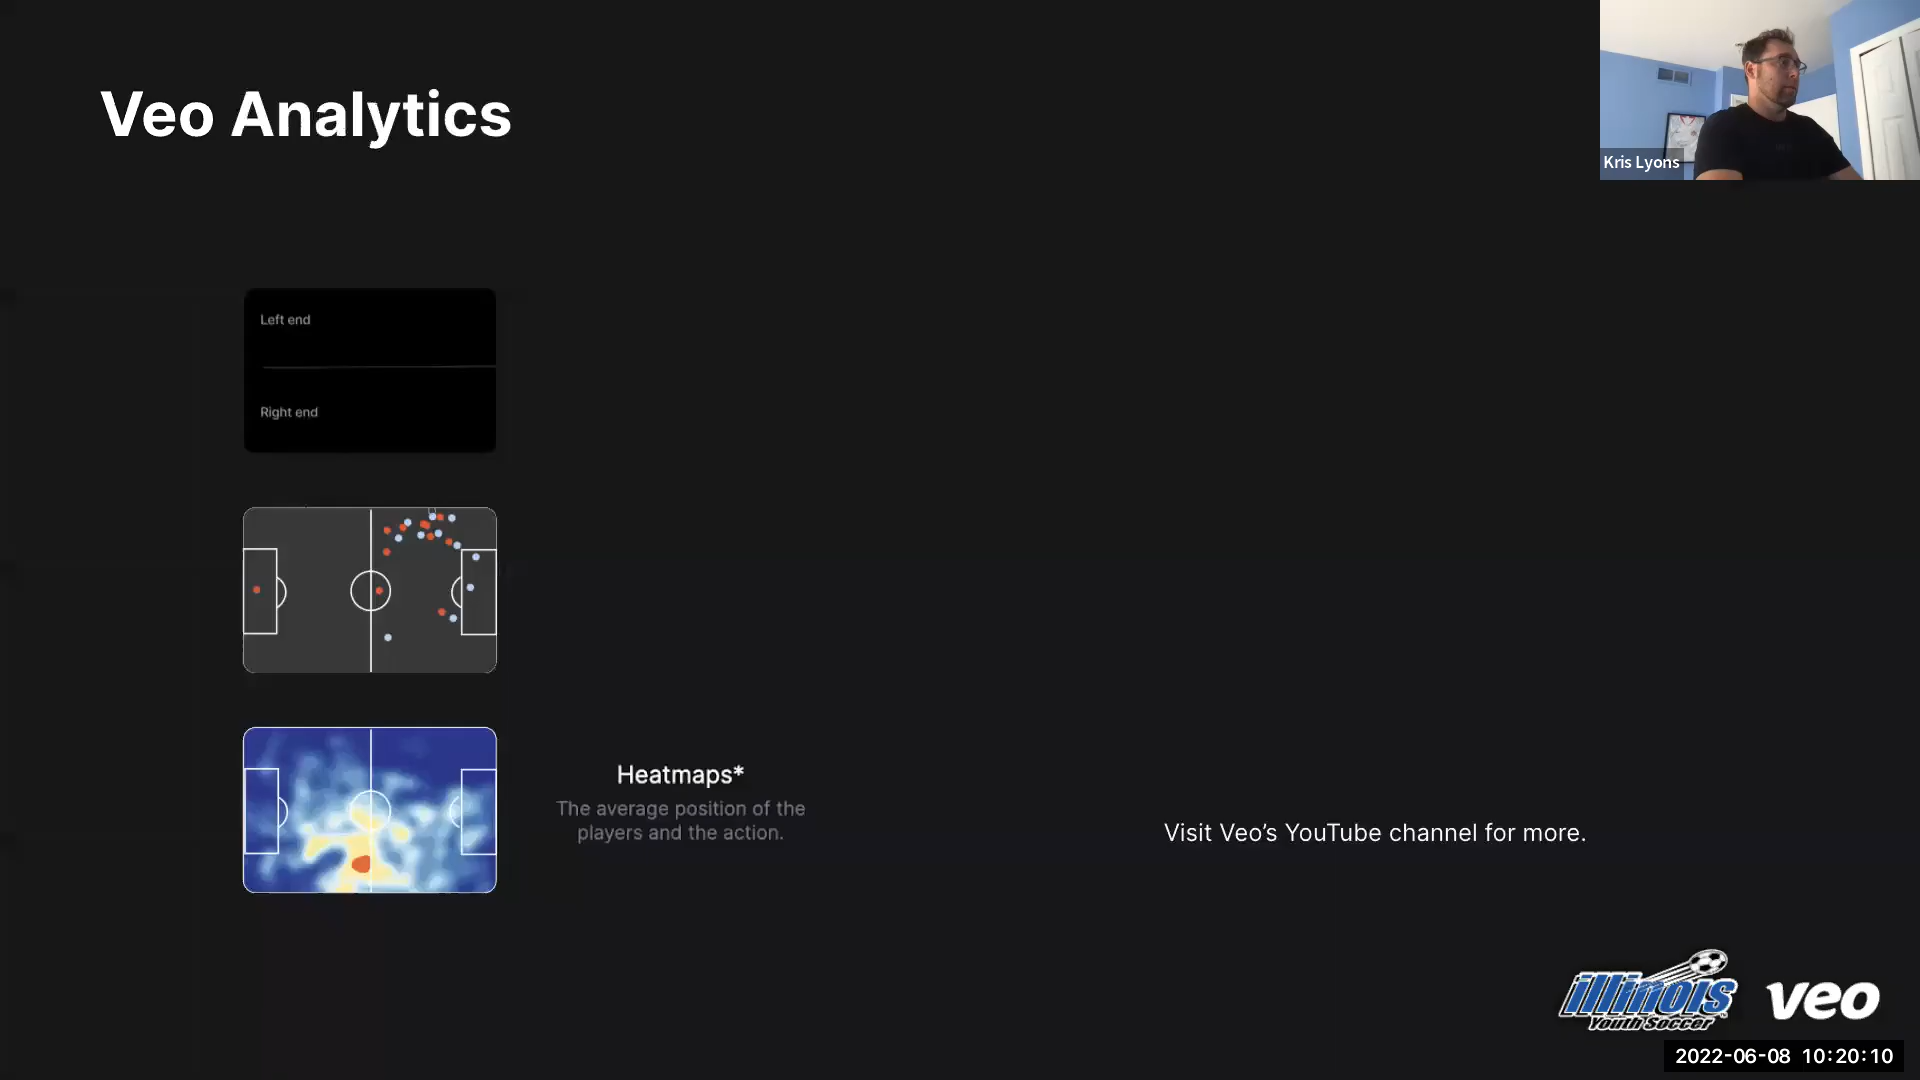 Veo Analytics
Kris Lyons
Left end
Right end
Heatmaps*
The average position of the
players and the action.
Visit Veo's YouTube channel for more.
illinois
Youth Soccer
veo
2022-06-08 10:20:10